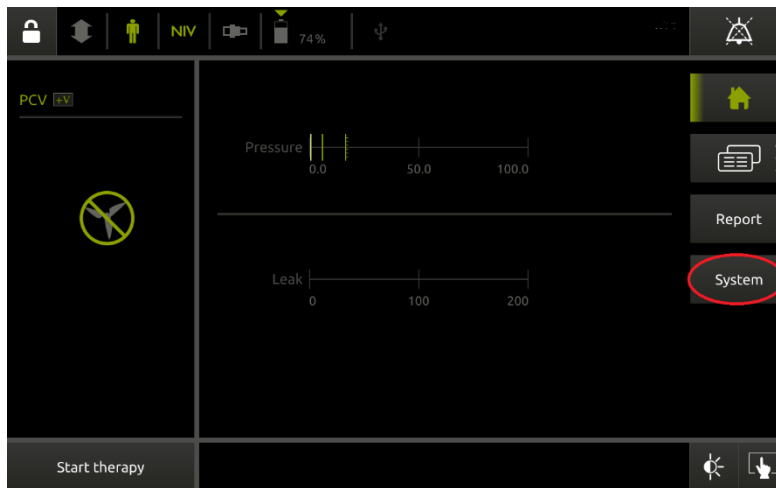 NIV
74%
PCV +V
Pressure
0.0 50.0 100.0
Report
Leak
0 100 200
System
Start therapy